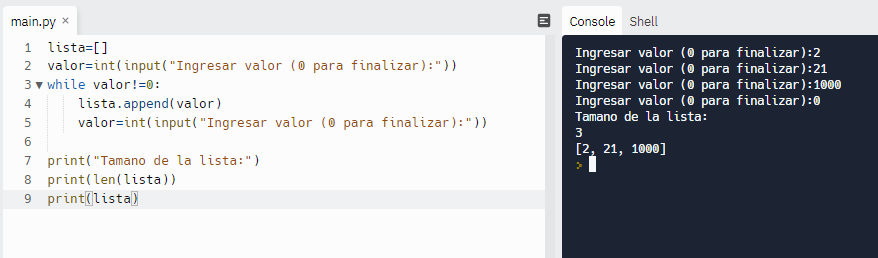 main.py ×
1 lista=[]
2 valor=int(input("Ingresar valor (0 para finalizar):"))
3 while valor!=0:
4     lista.append(valor)
5     valor=int(input("Ingresar valor (0 para finalizar):"))
6
7 print("Tamano de la lista:")
8 print(len(lista))
9 print(lista)
Console Shell
Ingresar valor (0 para finalizar):2
Ingresar valor (0 para finalizar):21
Ingresar valor (0 para finalizar):1000
Ingresar valor (0 para finalizar):0
Tamano de la lista:
3
[2, 21, 1000]
>